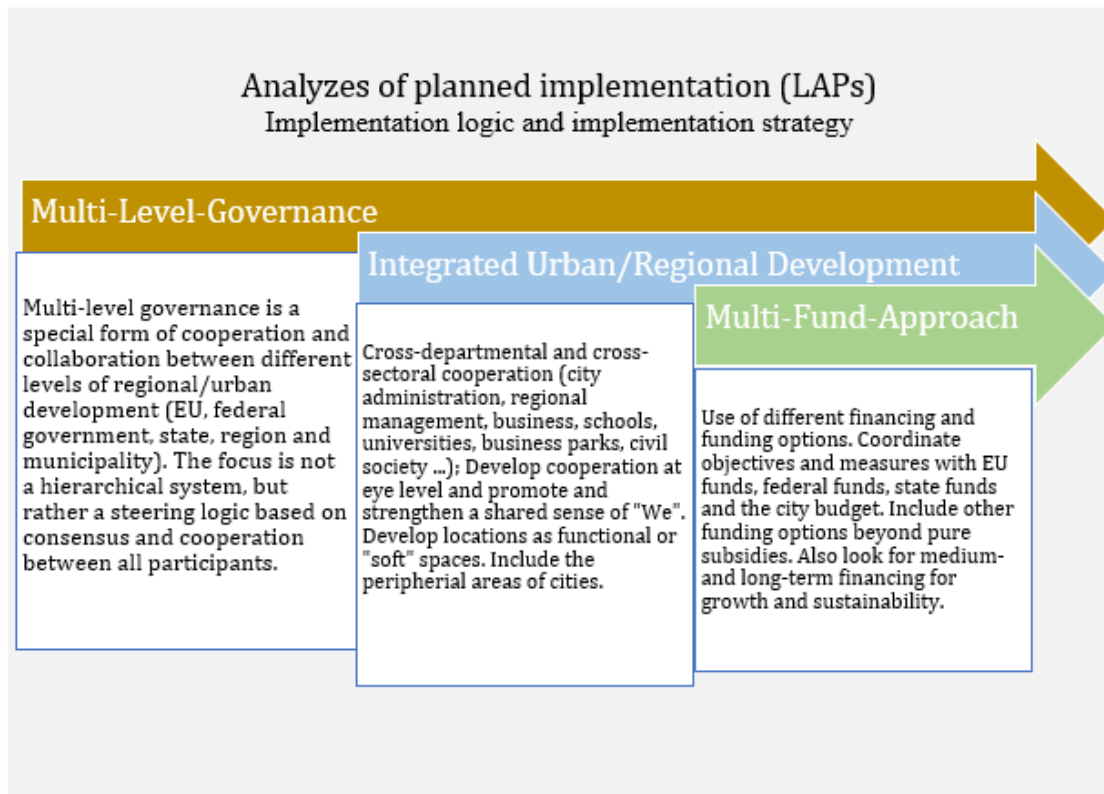 Analyzes of planned implementation (LAPs)
Implementation logic and implementation strategy
Multi-Level-Governance
Multi-level governance is a
special form of cooperation and
collaboration between different
levels of regional/urban
development (EU, federal
government, state, region and
municipality). The focus is not
a hierarchical system, but
rather a steering logic based on
consensus and cooperation
between all participants.
Integrated Urban/Regional Development
Cross-departmental and cross-
sectoral cooperation (city
administration, regional
management, business, schools,
universities, business parks, civil
society ...); Develop cooperation at
eye level and promote and
strengthen a shared sense of "We".
Develop locations as functional or
"soft" spaces. Include the
peripherial areas of cities.
Multi-Fund-Approach
Use of different financing and
funding options. Coordinate
objectives and measures with EU
funds, federal funds, state funds
and the city budget. Include other
funding options beyond pure
subsidies. Also look for medium-
and long-term financing for
growth and sustainability.